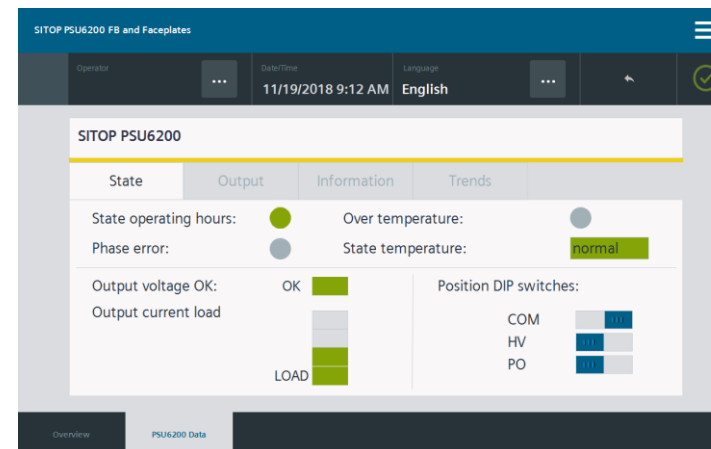 SITOP PSU6200 FB and Faceplates
Operator
...
Date/Time
11/19/2018 9:12 AM
Language
English
...
SITOP PSU6200
State Output Information Trends
State operating hours: Over temperature:
Phase error: State temperature: normal
Output voltage OK: OK Position DIP switches:
Output current load
COM
HV
PO
LOAD
Overview PSU6200 Data